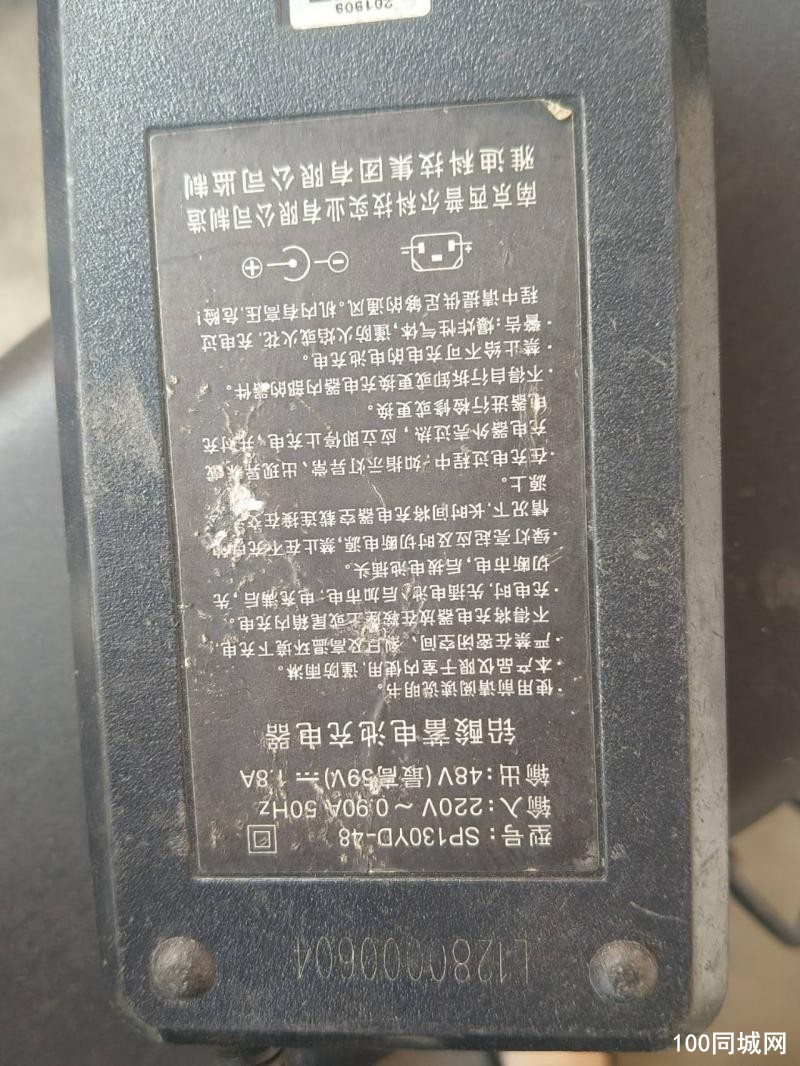 型号：SP130YD-48
输入：220V ~ 0.90A 50HZ
输出：48V(最高59V) 1.8A
铅酸蓄电池充电器
·使用前请阅读说明书。
·本产品仅限于室内使用，谨防雨淋。
·严禁在密闭空间、烈日及高温环境下充电，
不得将充电器放在鞍座上或尾箱内充电。
·充电时，先插电池，后加市电；电充满后，先
切断市电，后拔电池插头。
·绿灯亮起应及时切断电源，禁止在不充电的
情况下，长时间将充电器空载连接在交
源上。
·在充电过程中：如指示灯异常、出现异味或
充电器外壳过热，应立即停止充电，并对充
电器进行检修或更换。
·不得自行拆卸或更换充电器内部的器件。
·禁止给不可充电的电池充电。
·警告：爆炸性气体，谨防火焰或火花，充电过
程中请提供足够的通风。机内有高压，危险！
南京西普尔科技实业有限公司制造
雅迪科技集团有限公司监制
201909
L1280000604
100同城网